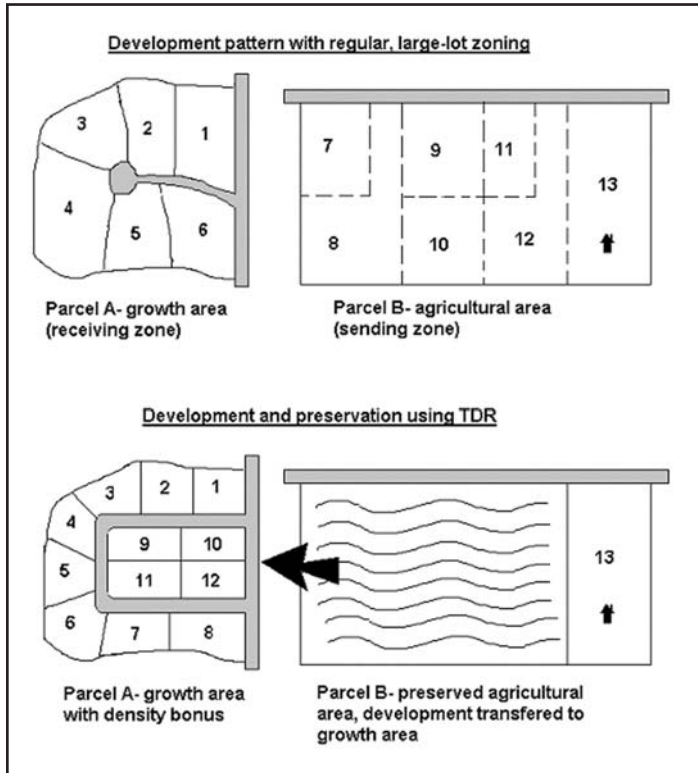 Development pattern with regular, large-lot zoning
3
2
1
4
5
6
7
9
11
13
8
10
12
Parcel A- growth area
(receiving zone)
Parcel B- agricultural area
(sending zone)
Development and preservation using TDR
3
2
1
4
9
10
5
11
12
6
7
8
13
Parcel A- growth area
with density bonus
Parcel B- preserved agricultural
area, development transfered to
growth area